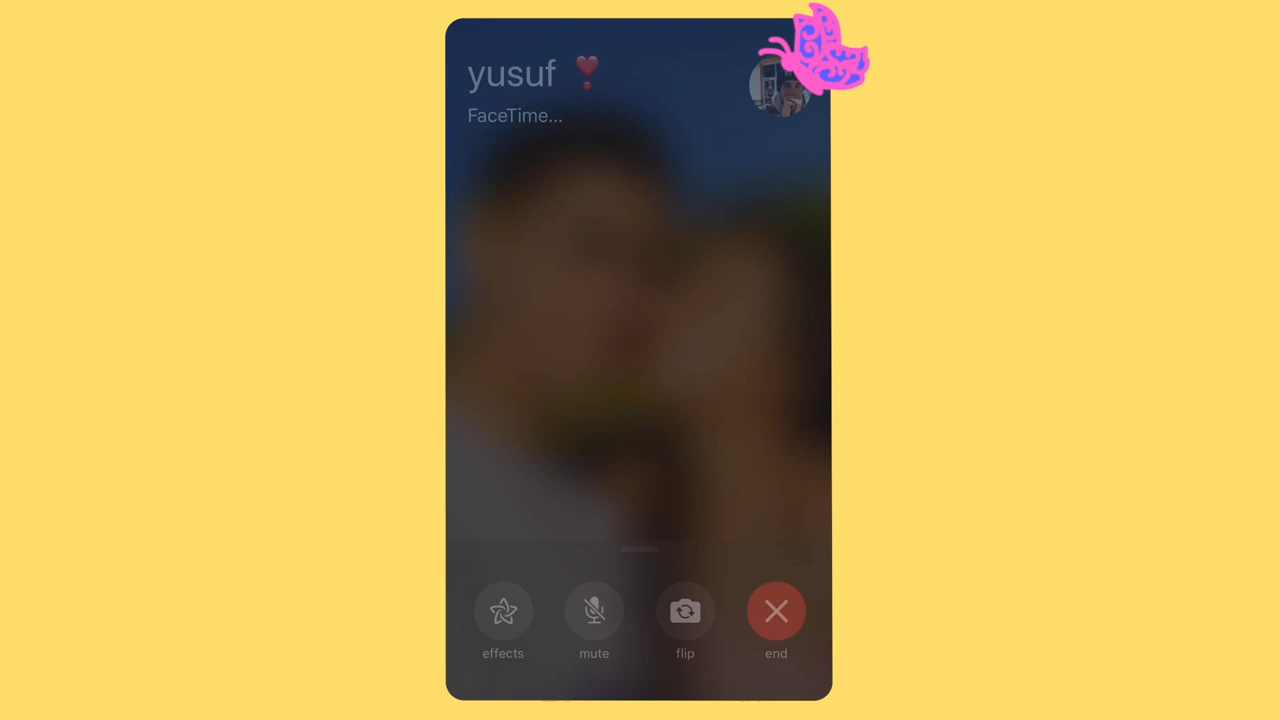 yusuf ❣️
FaceTime...
effects
mute
flip
end